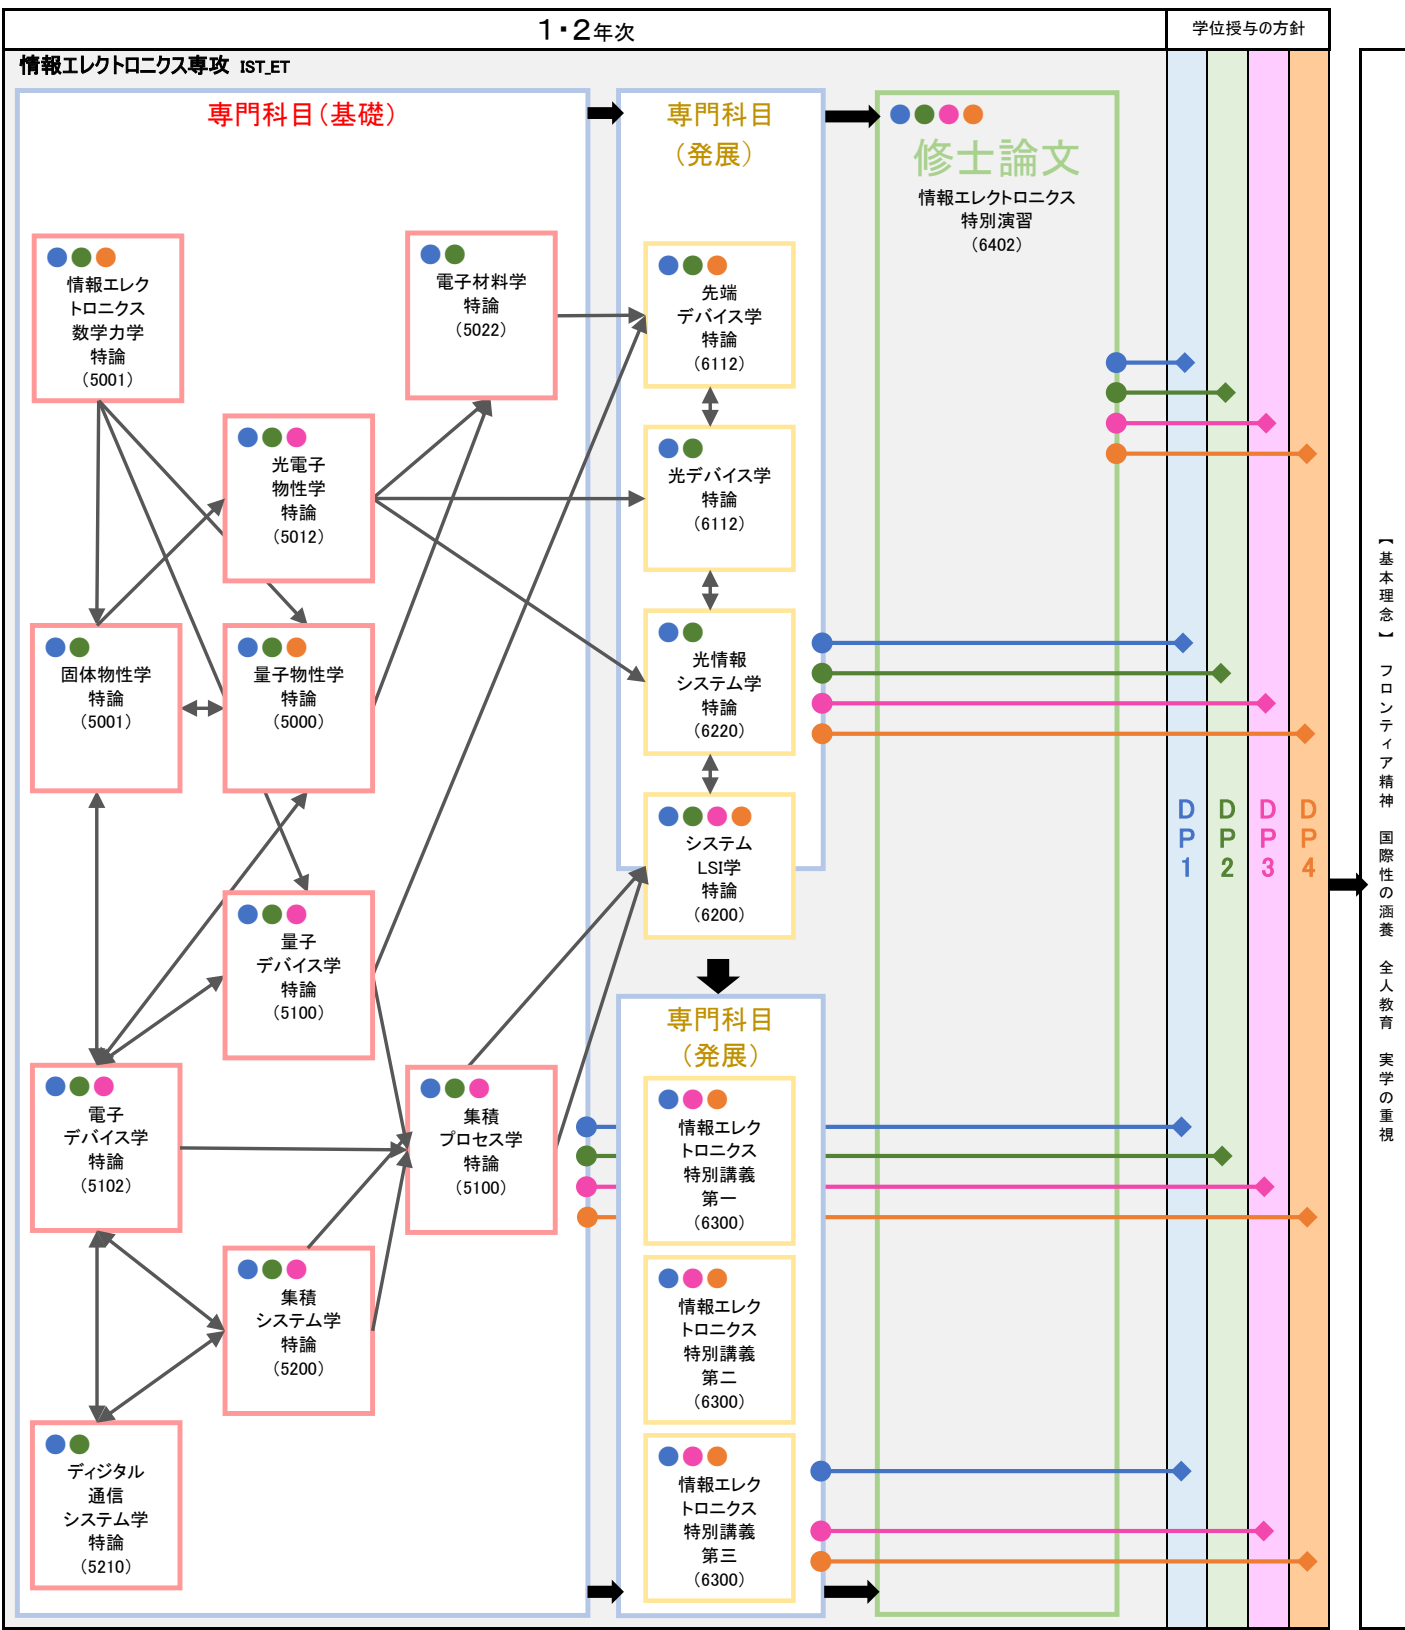 1・2年次
学位授与の方針
情報エレクトロニクス専攻 IST_ET
専門科目(基礎)
情報エレク
トロニクス
数学力学
特論
(5001)
電子材料学
特論
(5022)
光電子
物性学
特論
(5012)
固体物性学
特論
(5001)
量子物性学
特論
(5000)
量子
デバイス学
特論
(5100)
電子
デバイス学
特論
(5102)
集積
プロセス学
特論
(5100)
集積
システム学
特論
(5200)
ディジタル
通信
システム学
特論
(5210)
専門科目
(発展)
先端
デバイス学
特論
(6112)
光デバイス学
特論
(6112)
光情報
システム学
特論
(6220)
システム
LSI学
特論
(6200)
専門科目
(発展)
情報エレク
トロニクス
特別講義
第一
(6300)
情報エレク
トロニクス
特別講義
第二
(6300)
情報エレク
トロニクス
特別講義
第三
(6300)
修士論文
情報エレクトロニクス
特別演習
(6402)
DP1
DP2
DP3
DP4
【基本理念】 フロンティア精神 国際性の涵養 全人教育 実学の重視